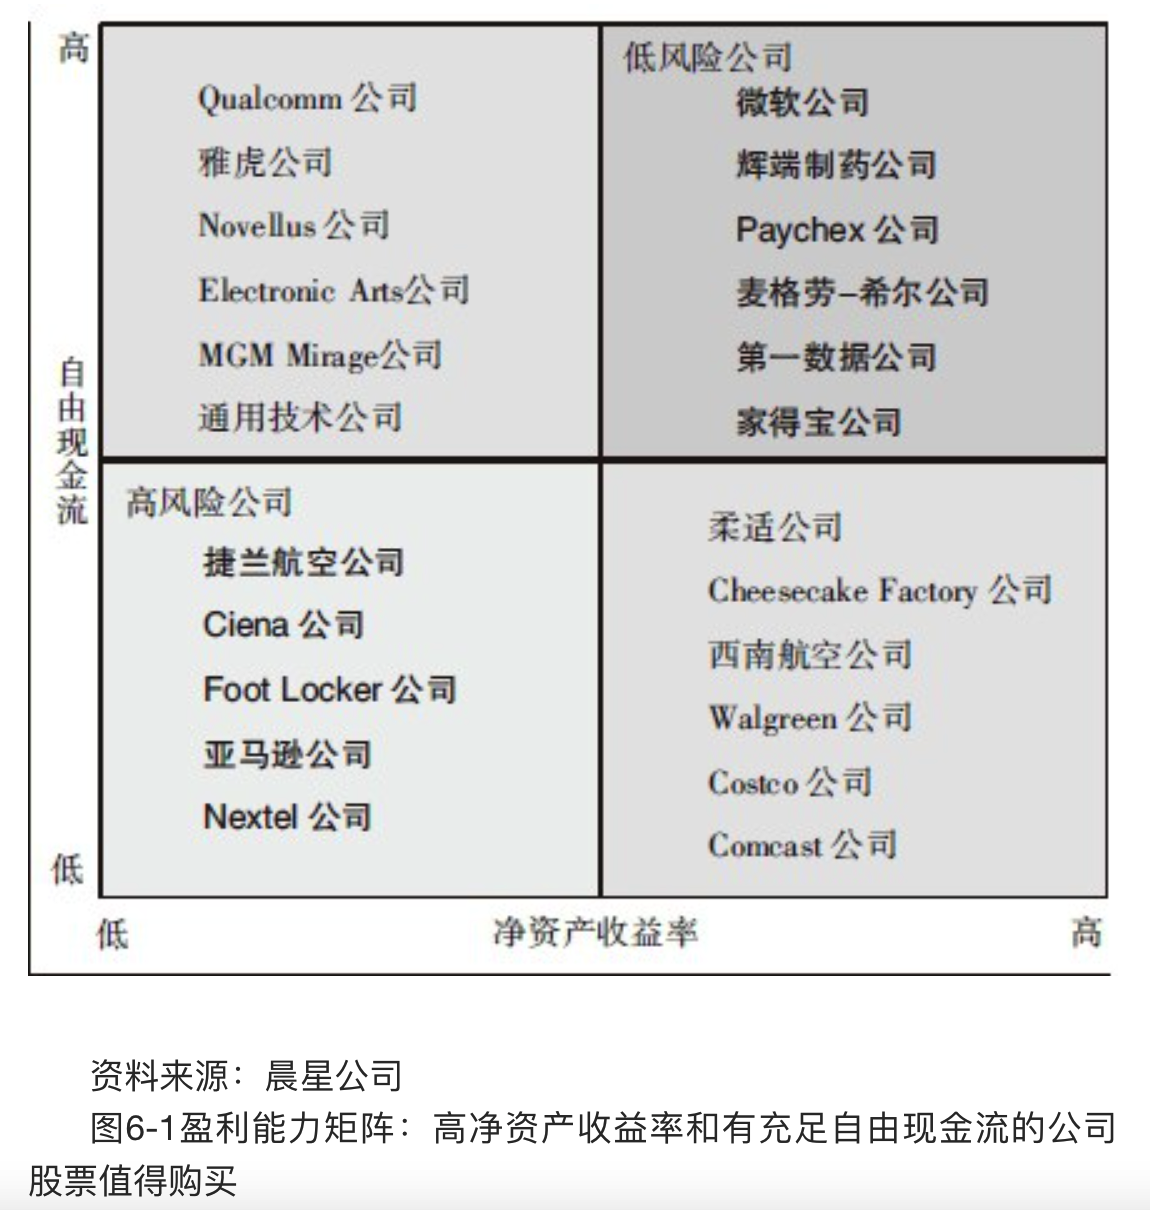 高
Qualcomm 公司
雅虎公司
Novellus 公司
Electronic Arts公司
MGM Mirage公司
通用技术公司
低风险公司
微软公司
辉端制药公司
Paychex 公司
麦格劳–希尔公司
第一数据公司
家得宝公司
自由现金流
高风险公司
捷兰航空公司
Ciena 公司
Foot Locker 公司
亚马逊公司
Nextel 公司
柔适公司
Cheesecake Factory 公司
西南航空公司
Walgreen 公司
Costco 公司
Comcast 公司
低
低
净资产收益率
高
资料来源：晨星公司
图6-1盈利能力矩阵：高净资产收益率和有充足自由现金流的公司
股票值得购买